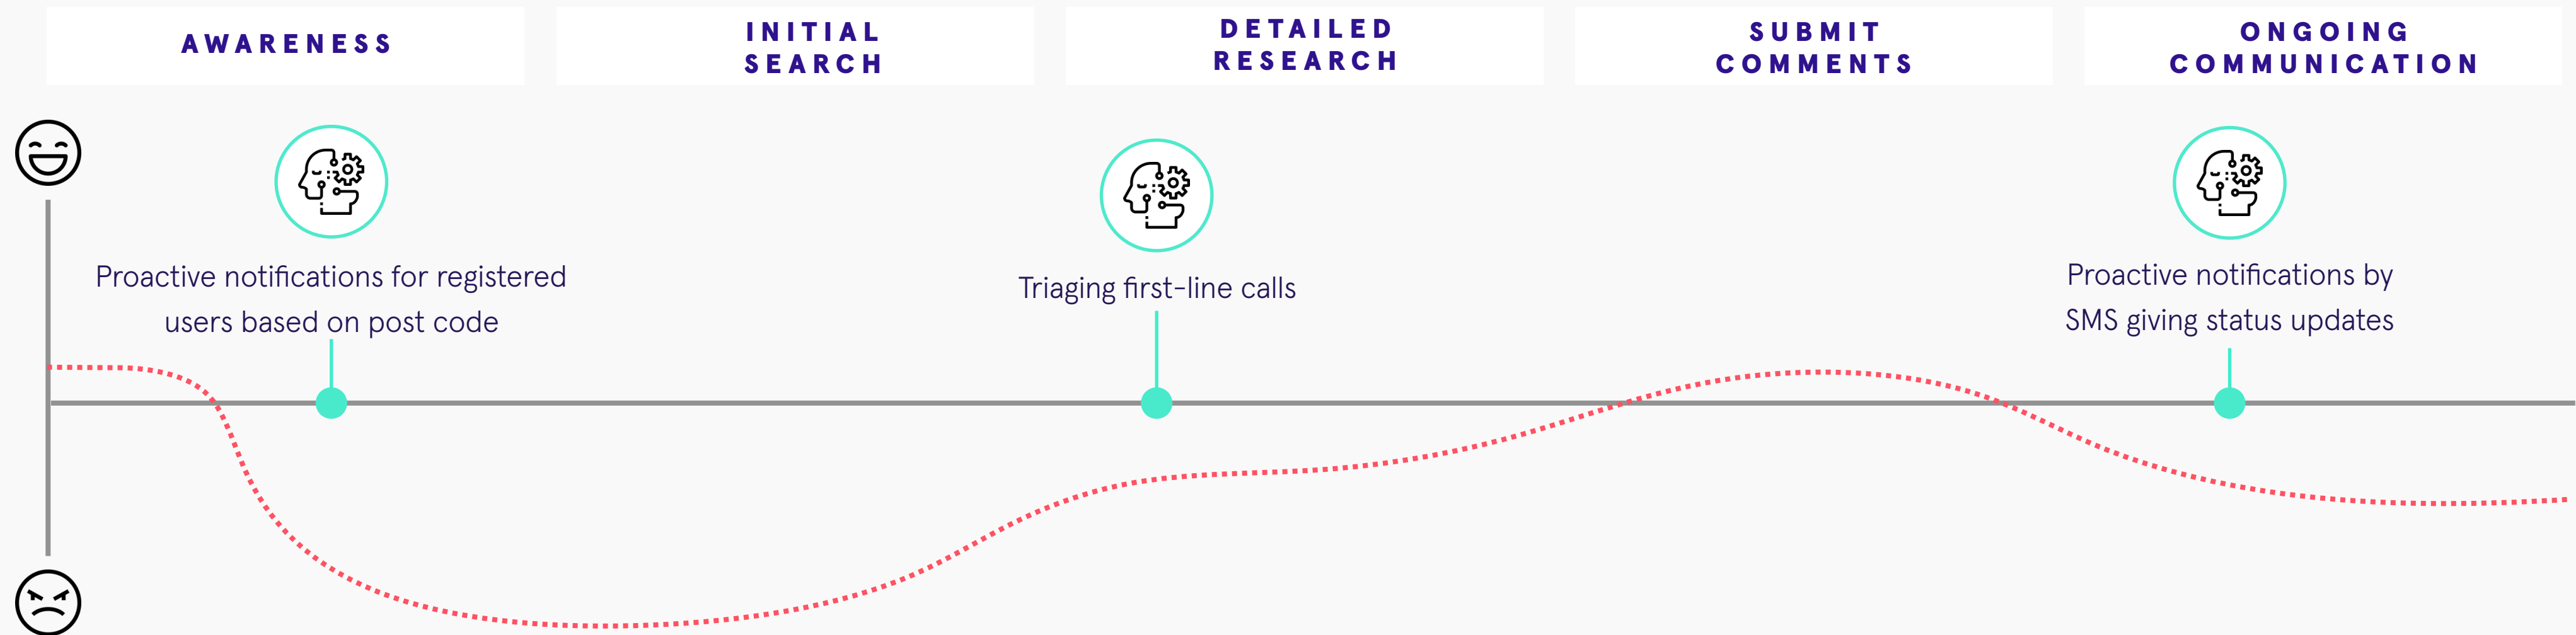 AWARENESS
INITIAL
SEARCH
DETAILED
RESEARCH
SUBMIT
COMMENTS
ONGOING
COMMUNICATION
Proactive notifications for registered
users based on post code
Triaging first-line calls
Proactive notifications by
SMS giving status updates